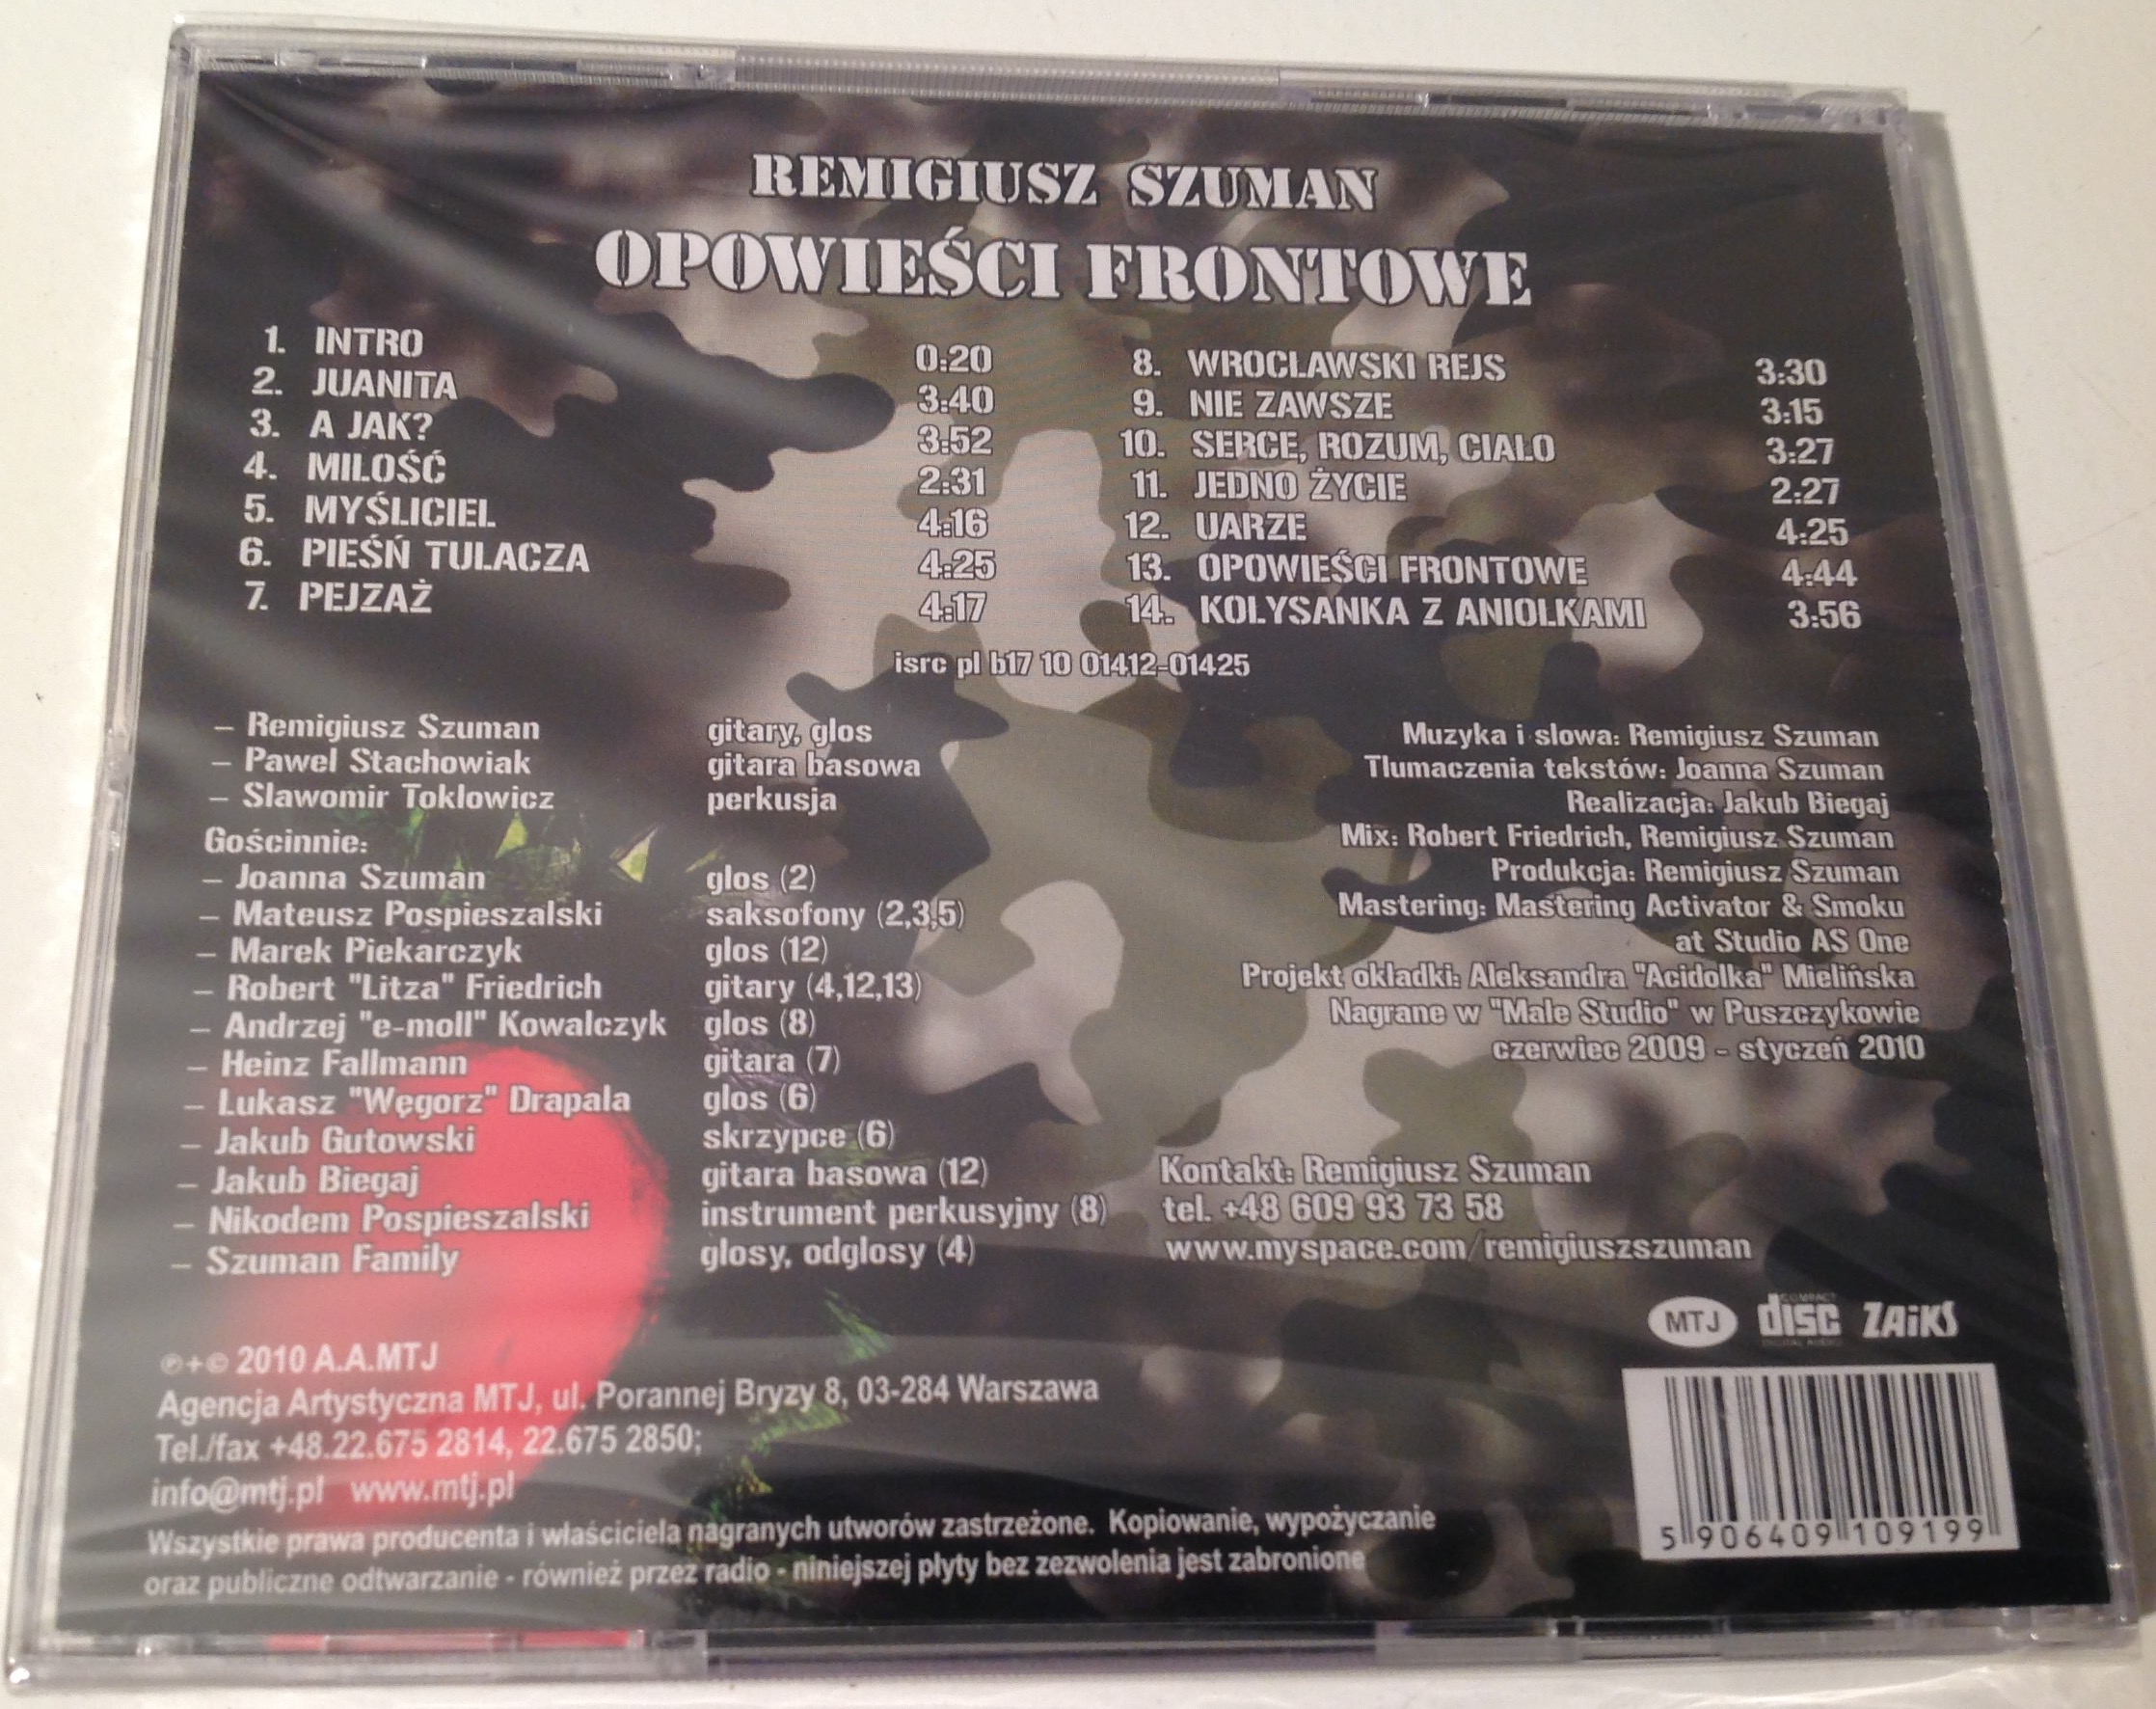 REMIGIUSZ SZUMAN
OPOWIEŚCI FRONTOWE
1. INTRO 0:20
2. JUANITA 3:40
3. A JAK? 3:52
4. MIŁOŚĆ 2:31
5. MYŚLICIEL 4:16
6. PIEŚŃ TUŁACZA 4:25
7. PEJZAŻ 4:17
8. WROCŁAWSKI REJS 3:30
9. NIE ZAWSZE 3:15
10. SERCE, ROZUM, CIAŁO 3:27
11. JEDNO ŻYCIE 2:27
12. UARZE 4:25
13. OPOWIEŚCI FRONTOWE 4:44
14. KOŁYSANKA Z ANIOŁKAMI 3:56
isrc pl b17 10 01412-01425
– Remigiusz Szuman gitary, głos
– Paweł Stachowiak gitara basowa
– Sławomir Tokłowicz perkusja
Gościnnie:
– Joanna Szuman głos (2)
– Mateusz Pospieszalski saksofony (2,3,5)
– Marek Piekarczyk głos (12)
– Robert "Litza" Friedrich gitary (4,12,13)
– Andrzej "e-moll" Kowalczyk głos (8)
– Heinz Fallmann gitara (7)
– Łukasz "Węgorz" Drapała głos (6)
– Jakub Gutowski skrzypce (6)
– Jakub Biegaj gitara basowa (12)
– Nikodem Pospieszalski instrument perkusyjny (8)
– Szuman Family głosy, odgłosy (4)
Muzyka i słowa: Remigiusz Szuman
Tłumaczenia tekstów: Joanna Szuman
Realizacja: Jakub Biegaj
Mix: Robert Friedrich, Remigiusz Szuman
Produkcja: Remigiusz Szuman
Mastering: Mastering Activator & Smoku
at Studio AS One
Projekt okładki: Aleksandra "Acidolka" Mielińska
Nagrane w "Małe Studio" w Puszczykowie
czerwiec 2009 - styczeń 2010
Kontakt: Remigiusz Szuman
tel. +48 609 93 73 58
www.myspace.com/remigiuszszuman
MTJ COMPACT disc DIGITAL AUDIO ZAiKS
℗+© 2010 A.A.MTJ
Agencja Artystyczna MTJ, ul. Porannej Bryzy 8, 03-284 Warszawa
Tel./fax +48.22.675 2814, 22.675 2850;
info@mtj.pl www.mtj.pl
Wszystkie prawa producenta i właściciela nagranych utworów zastrzeżone. Kopiowanie, wypożyczanie
oraz publiczne odtwarzanie - również przez radio - niniejszej płyty bez zezwolenia jest zabronione
5 906409 109199